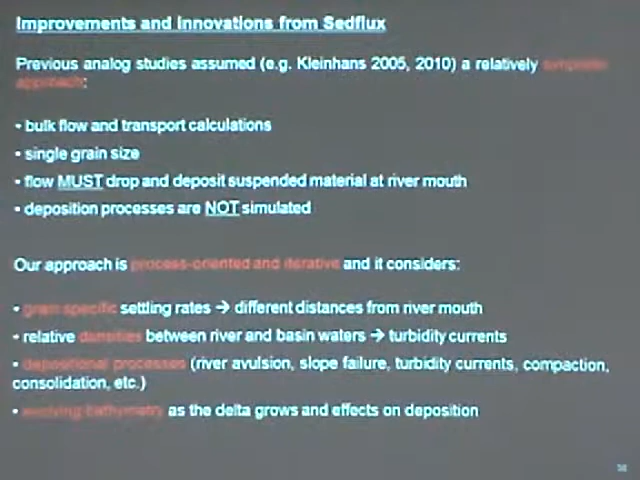 Improvements and Innovations from Sedflux
Previous analog studies assumed (e.g. Kleinhans 2005, 2010) a relatively
approach:
• bulk flow and transport calculations
• single grain size
• flow MUST drop and deposit suspended material at river mouth
• deposition processes are NOT simulated
Our approach is process-oriented and iterative and it considers:
• grain specific settling rates → different distances from river mouth
• relative densities between river and basin waters → turbidity currents
• depositional processes (river avulsion, slope failure, turbidity currents, compaction,
consolidation, etc.)
• evolving bathymetry as the delta grows and effects on deposition